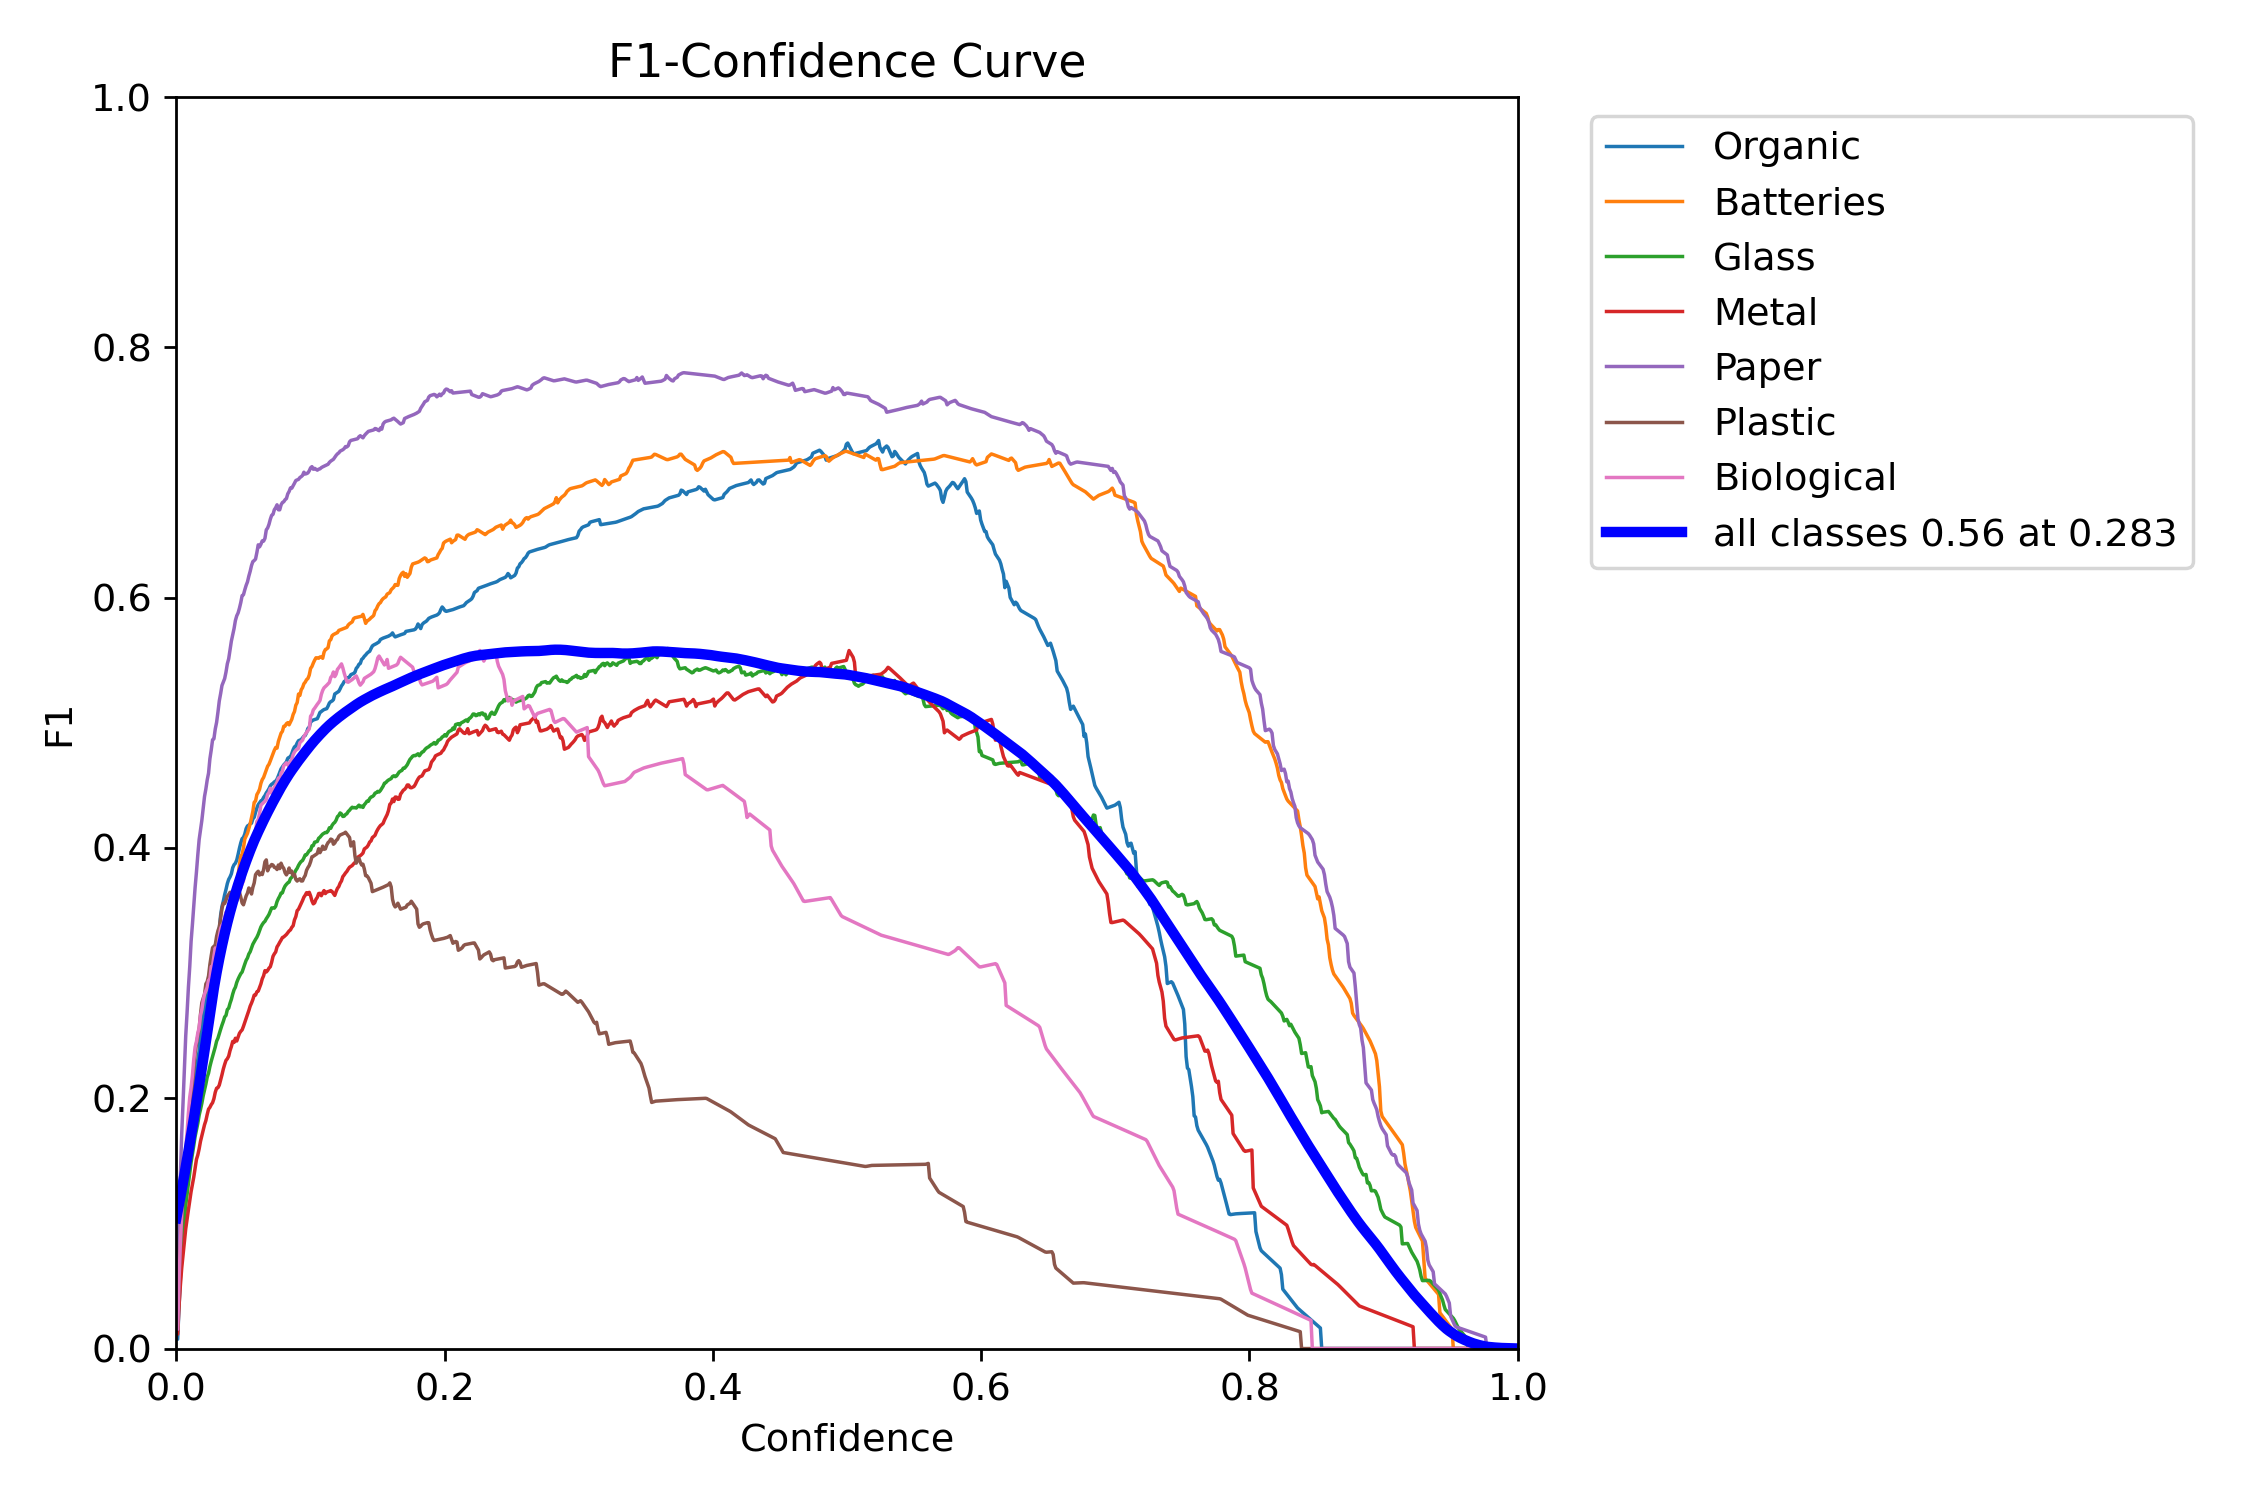 F1-Confidence Curve
1.0
0.8
0.6
0.4
0.2
0.0
F1
0.0 0.2 0.4 0.6 0.8 1.0
Confidence
Organic
Batteries
Glass
Metal
Paper
Plastic
Biological
all classes 0.56 at 0.283